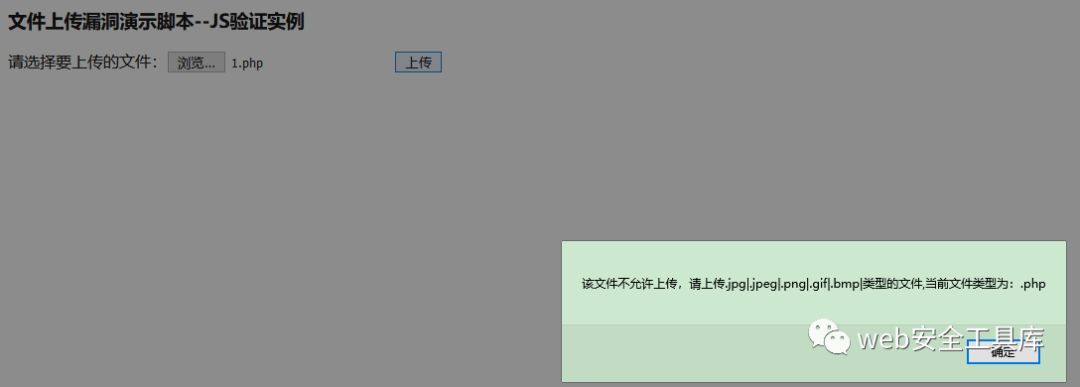 文件上传漏洞演示脚本--JS验证实例
请选择要上传的文件：浏览... 1.php 上传
该文件不允许上传，请上传.jpg|.jpeg|.png|.gif|.bmp|类型的文件,当前文件类型为：.php
web安全工具库
确定